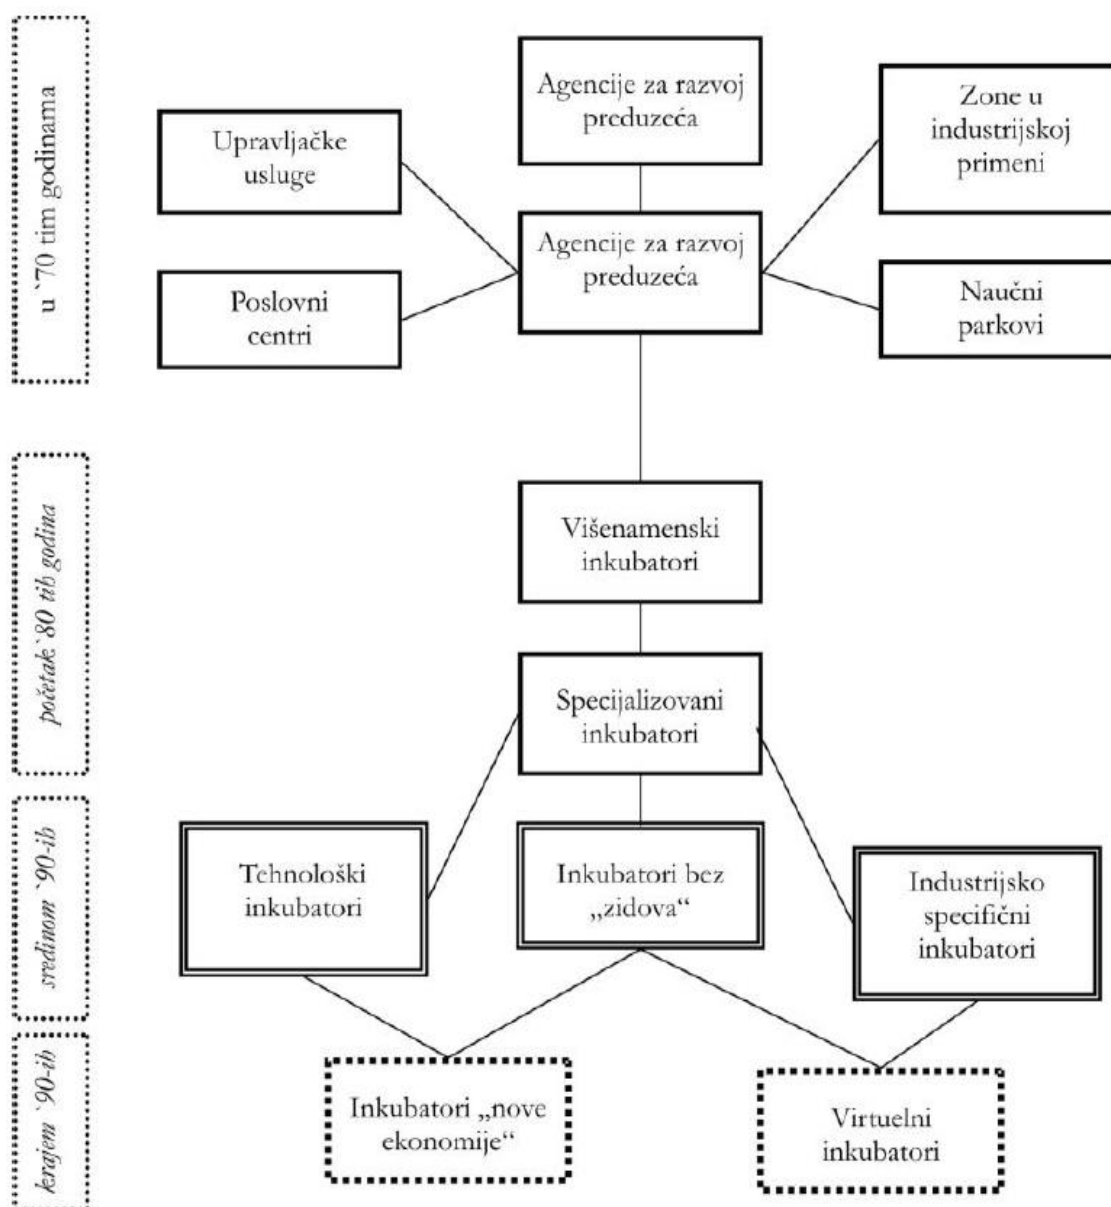 u `70 tim godinama
Agencije za razvoj
preduzeća
Upravljačke
usluge
Zone u
industrijskoj
primeni
Agencije za razvoj
preduzeća
Poslovni
centri
Naučni
parkovi
početak`80 tih godina
Višenamenski
inkubatori
Specijalizovani
inkubatori
sredinom `90-ih
Tehnološki
inkubatori
Inkubatori bez
„zidova“
Industrijsko
specifični
inkubatori
krajem `90-ih
Inkubatori „nove
ekonomije“
Virtuelni
inkubatori